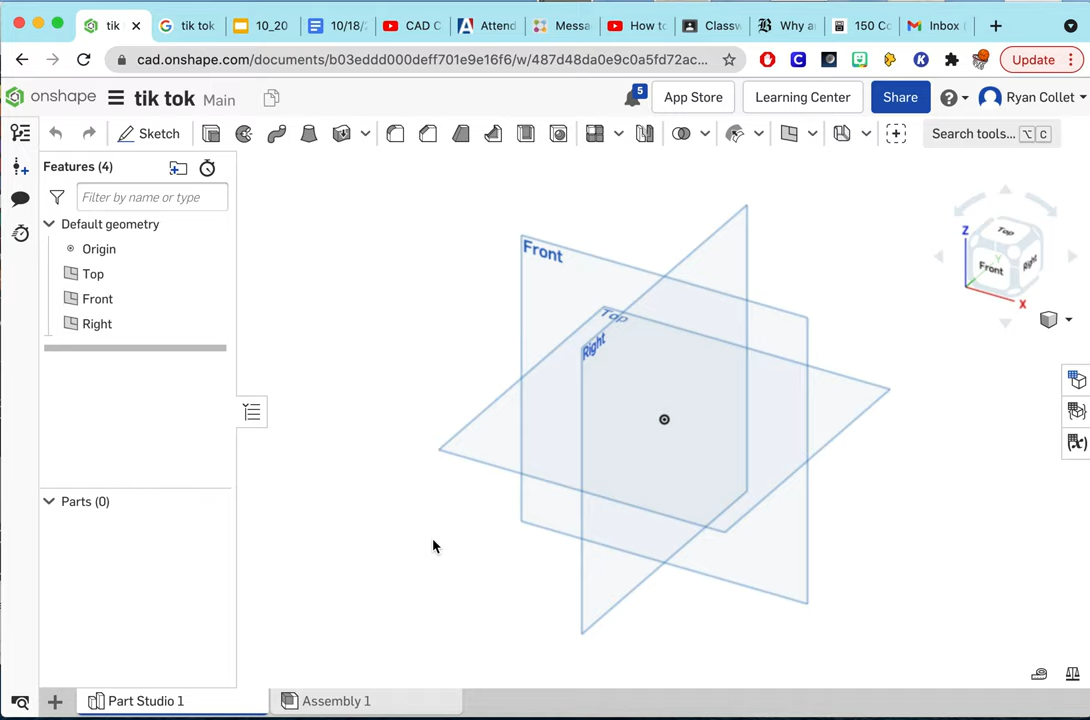 tik
tik tok
10_20
10/18/
CAD C
Attend
Messa
How to
Classw
Why a
150 Co
Inbox
cad.onshape.com/documents/b03eddd000deff701e9e16f6/w/487d48da0e9c0a5fd72ac...
Update
onshape
tik tok Main
5
App Store
Learning Center
Share
Ryan Collet
Sketch
Search tools...
⌥ C
Features (4)
Filter by name or type
Default geometry
Origin
Top
Front
Right
Front
Top
Right
Top
Front
Right
Z
Y
X
Parts (0)
Part Studio 1
Assembly 1